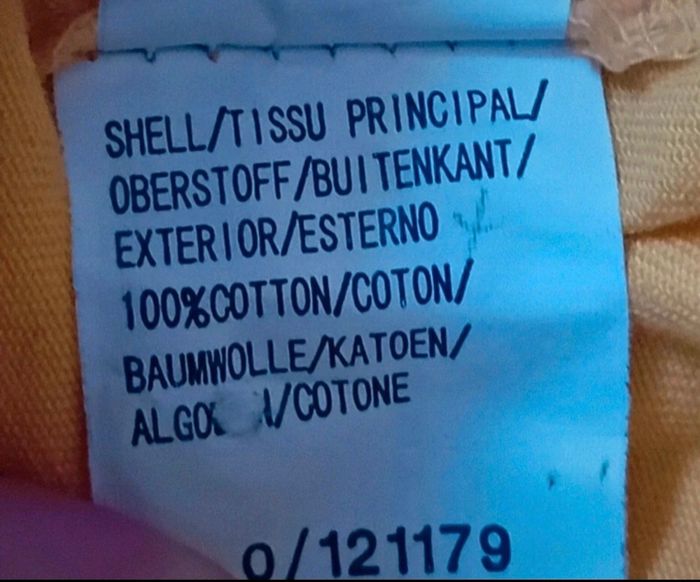 SHELL/TISSU PRINCIPAL/
OBERSTOFF/BUITENKANT/
EXTERIOR/ESTERNO
100%COTTON/COTON/
BAUMWOLLE/KATOEN/
/COTONE
0/121179